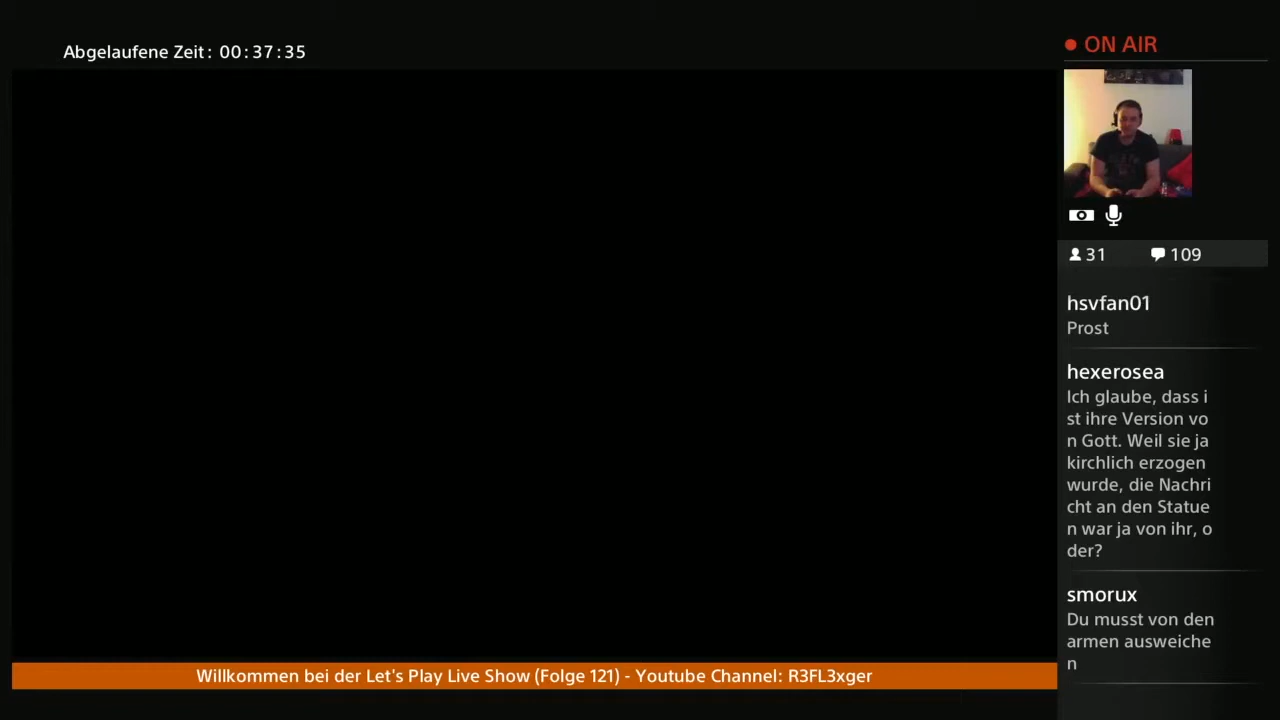 Abgelaufene Zeit: 00:37:35
ON AIR
31 109
hsvfan01
Prost
hexerosea
Ich glaube, dass i
st ihre Version vo
n Gott. Weil sie ja
kirchlich erzogen
wurde, die Nachri
cht an den Statue
n war ja von ihr, o
der?
smorux
Du musst von den
armen ausweiche
n
Willkommen bei der Let's Play Live Show (Folge 121) - Youtube Channel: R3FL3xger